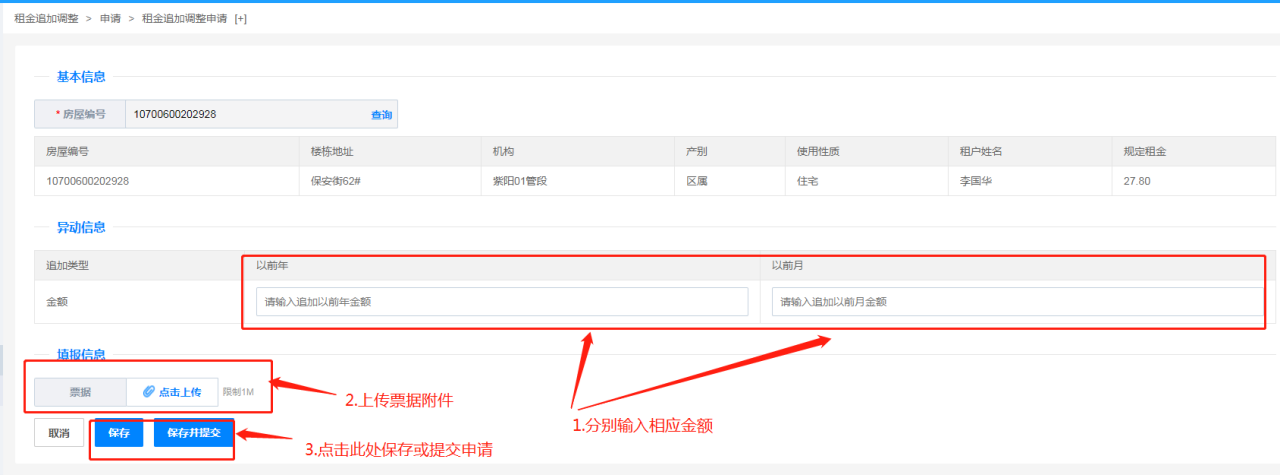 租金追加调整 > 申请 > 租金追加调整申请 [+]
基本信息
* 房屋编号 10700600202928 查询
房屋编号 楼栋地址 机构 产别 使用性质 租户姓名 规定租金
10700600202928 保安街62# 紫阳01管段 区属 住宅 李国华 27.80
异动信息
追加类型 以前年 以前月
金额 请输入追加以前年金额 请输入追加以前月金额
填报信息
票据 点击上传 限制1M
2.上传票据附件
1.分别输入相应金额
取消 保存 保存并提交
3.点击此处保存或提交申请